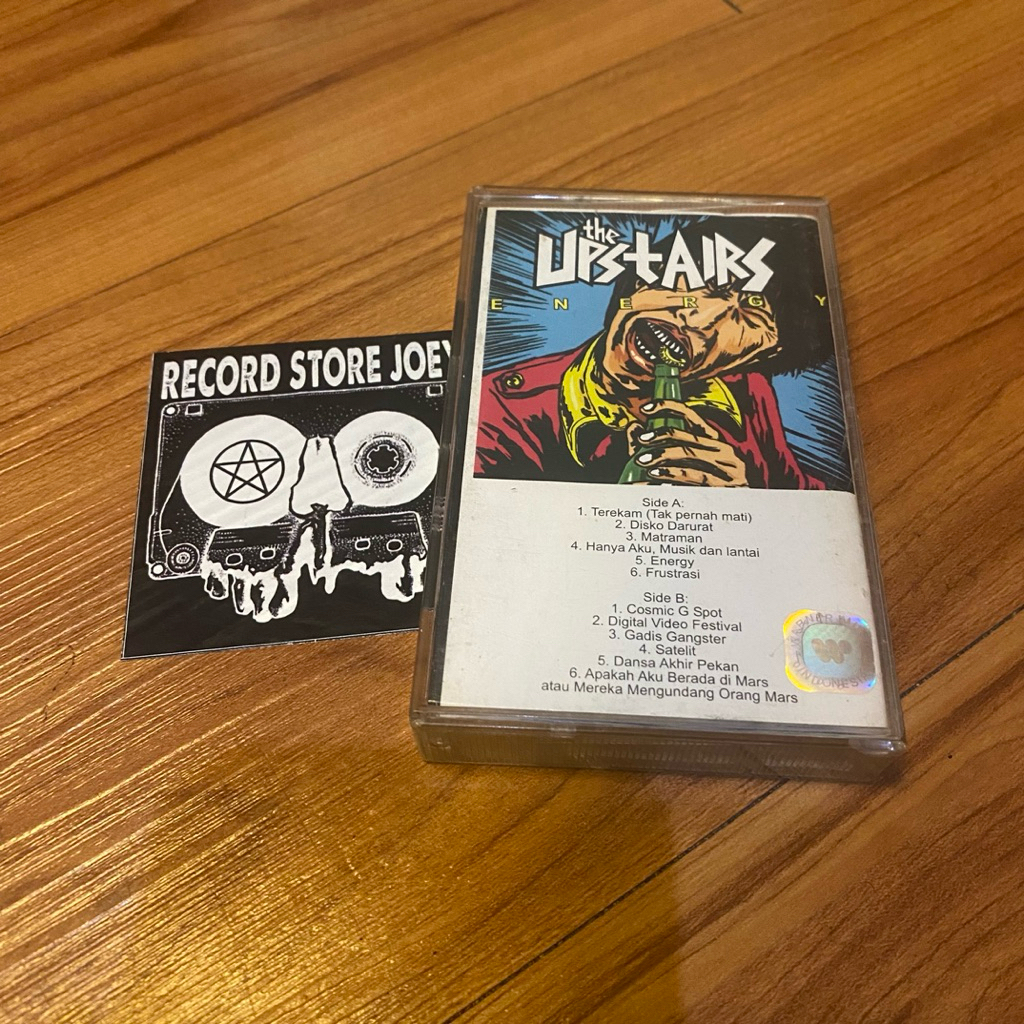 RECORD STORE JOEY
the
UPStAIRS
ENERGY
Side A:
1. Terekam (Tak pernah mati)
2. Disko Darurat
3. Matraman
4. Hanya Aku, Musik dan lantai
5. Energy
6. Frustrasi
Side B:
1. Cosmic G Spot
2. Digital Video Festival
3. Gadis Gangster
4. Satelit
5. Dansa Akhir Pekan
6. Apakah Aku Berada di Mars
atau Mereka Mengundang Orang Mars